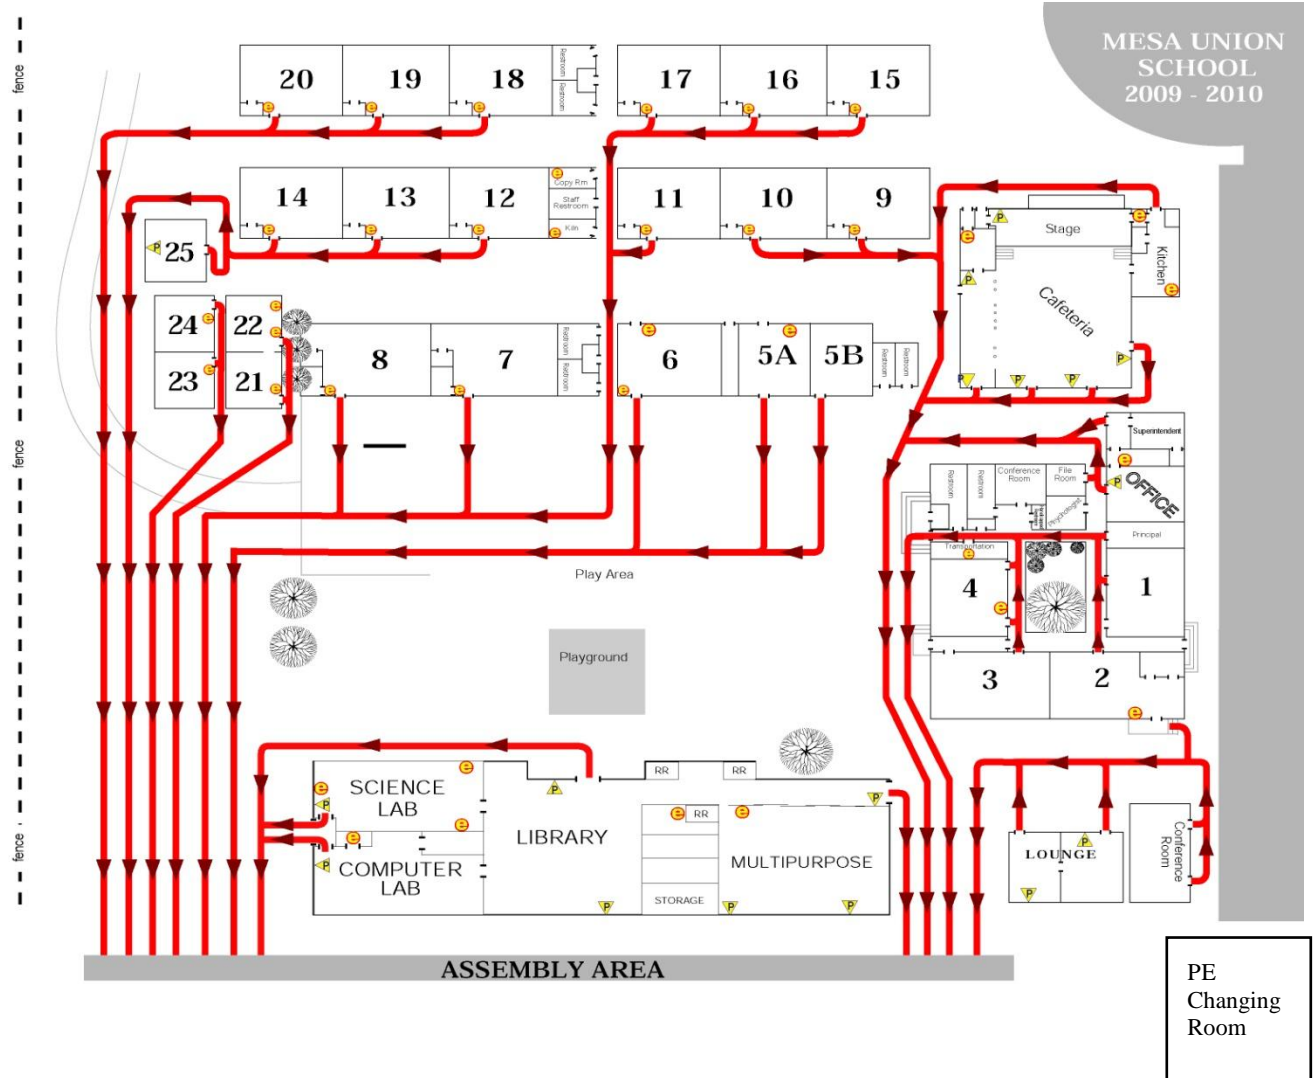 MESA UNION
SCHOOL
2009 - 2010
fence
20
19
18
Restroom
Restroom
17
16
15
e
e
e
e
e
e
14
13
12
Copy Rm
Staff
Restroom
Kiln
e
e
e
e
e
11
10
9
e
e
e
Stage
Kitchen
Cafeteria
P
P
P
P
P
P
e
e
e
25
P
24
23
22
21
e
e
e
e
e
8
7
Restroom
Restroom
e
e
6
5A
5B
Restroom
Restroom
e
e
e
fence
Superintendent
OFFICE
Principal
e
P
Restroom
Restroom
Conference
Room
File
Room
Psychologist
Transportation
e
4
e
1
3
2
e
Play Area
Playground
SCIENCE
LAB
COMPUTER
LAB
LIBRARY
RR
RR
RR
MULTIPURPOSE
STORAGE
e
e
e
e
e
e
P
P
P
P
P
P
P
LOUNGE
P
P
Conference
Room
fence
ASSEMBLY AREA
PE
Changing
Room